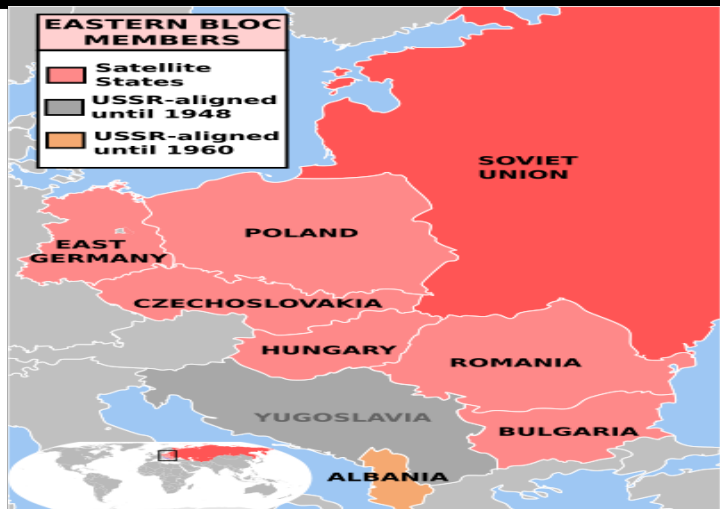 EASTERN BLOC
MEMBERS
Satellite
States
USSR-aligned
until 1948
USSR-aligned
until 1960
SOVIET
UNION
POLAND
EAST
GERMANY
CZECHOSLOVAKIA
HUNGARY
ROMANIA
YUGOSLAVIA
BULGARIA
ALBANIA